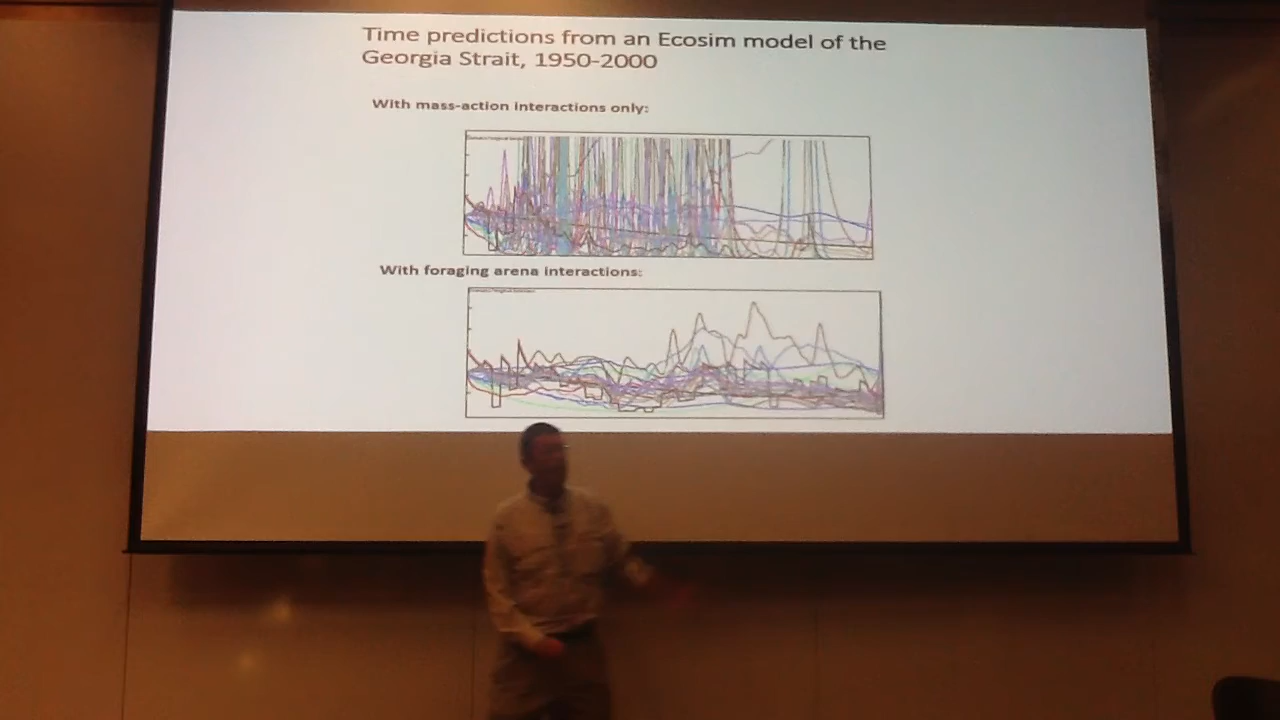 Time predictions from an Ecosim model of the
Georgia Strait, 1950-2000
With mass-action interactions only:
With foraging arena interactions: